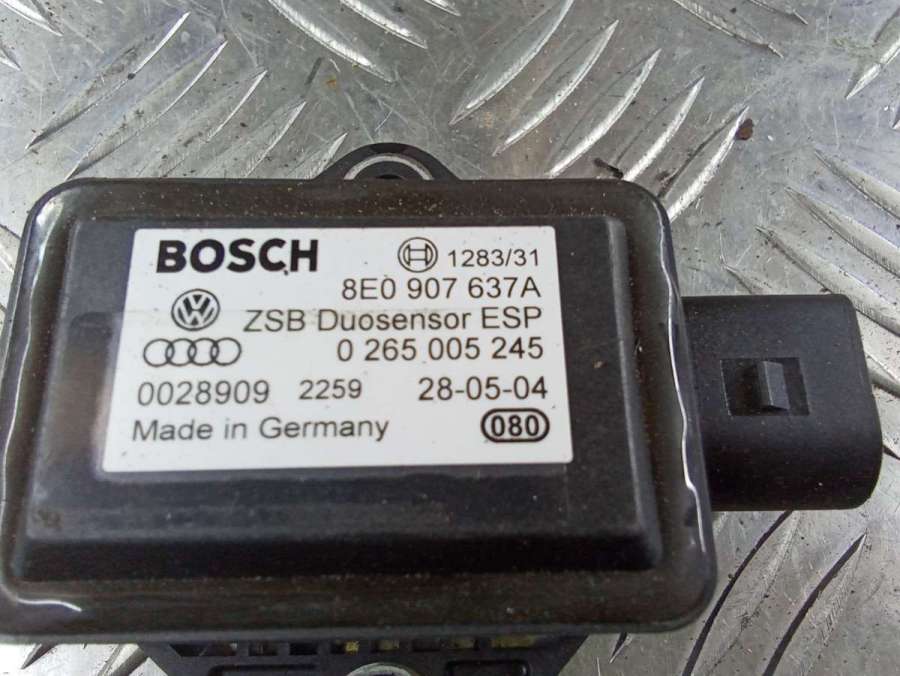 BOSCH 1283/31
8E0 907 637A
ZSB Duosensor ESP
0 265 005 245
0028909 2259 28-05-04
Made in Germany 080